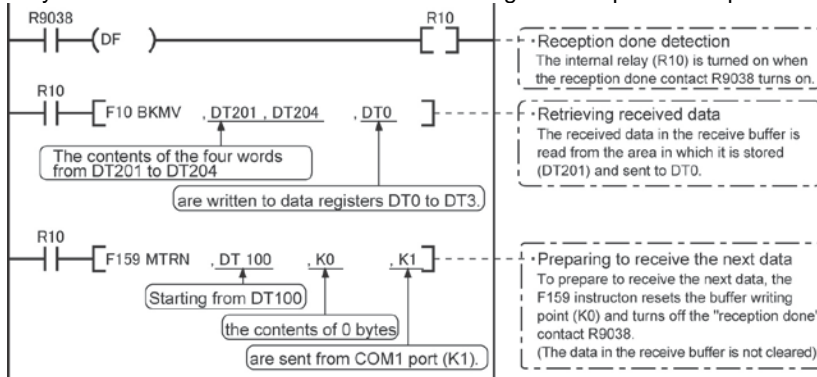 R9038
R10
(DF )
[ ]
Reception done detection
The internal relay (R10) is turned on when
the reception done contact R9038 turns on.
R10
F10 BKMV , DT201 , DT204 , DT0
Retrieving received data
The received data in the receive buffer is
read from the area in which it is stored
(DT201) and sent to DT0.
The contents of the four words
from DT201 to DT204
are written to data registers DT0 to DT3.
R10
F159 MTRN , DT 100 , K0 , K1
Preparing to receive the next data
To prepare to receive the next data, the
F159 instructon resets the buffer writing
point (K0) and turns off the "reception done"
contact R9038.
(The data in the receive buffer is not cleared)
Starting from DT100
the contents of 0 bytes
are sent from COM1 port (K1).